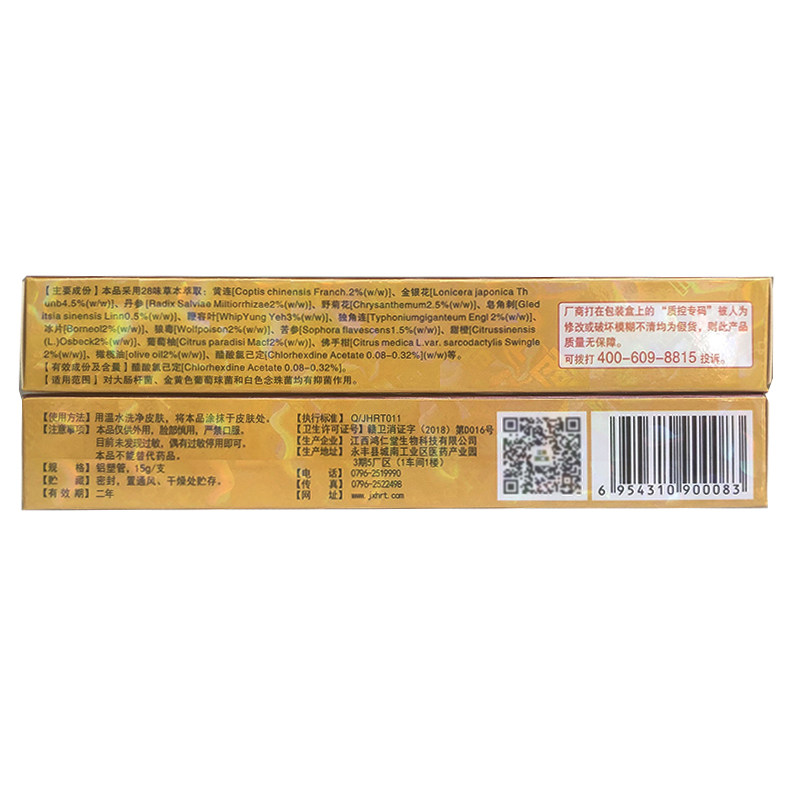 【主要成份】本品采用28味草本萃取：黄连[Coptis chinensis Franch.2%(w/w)]、金银花[Lonicera japonica Th
unb4.5%(w/w)]、丹参[Radix Salviae Miltiorrhizae2%(w/w)]、野菊花[Chrysanthemum2.5%(w/w)]、皂角刺[Gled
itsia sinensis Linn0.5%(w/w)]、鞭容叶[WhipYung Yeh3%(w/w)]、独角连[Typhoniumgiganteum Engl 2%(w/w)]、
冰片[Borneol2%(w/w)]、狼毒[Wolfpoison2%(w/w)]、苦参[Sophora flavescens1.5%(w/w)]、甜橙[Citrussinensis
(L.)Osbeck2%(w/w)]、葡萄柚[Citrus paradisi Macf2%(w/w)]、佛手柑[Citrus medica L.var. sarcodactylis Swingle
2%(w/w)]、橄榄油[olive oil2%(w/w)]、醋酸氯已定[Chlorhexdine Acetate 0.08-0.32%](w/w)等。
【有效成份及含量】醋酸氯已定[Chlorhexdine Acetate 0.08-0.32%]。
【适用范围】对大肠杆菌、金黄色葡萄球菌和白色念珠菌均有抑菌作用。
厂商打在包装盒上的“质控专码”被人为
修改或破坏模糊不清均为假货，则此产品
质量无保障。
可拨打400-609-8815投诉。
【使用方法】用温水洗净皮肤，将本品涂抹于皮肤处。
【注意事项】本品仅供外用，脸部慎用，严禁口服。
目前未发现过敏，偶有过敏停用即可。
本品不能替代药品。
【规 格】铝塑管，15g/支
【贮 藏】密封，置通风、干燥处贮存。
【有 效 期】二年
【执行标准】Q/JHRT011
【卫生许可证号】赣卫消证字（2018）第0016号
【生产企业】江西鸿仁堂生物科技有限公司
【生产地址】永丰县城南工业区医药产业园
3期5厂区（1车间1楼）
【电 话】0796-2519990
【传 真】0796-2522498
【网 址】www.jxhrt.com
6 954310 900083